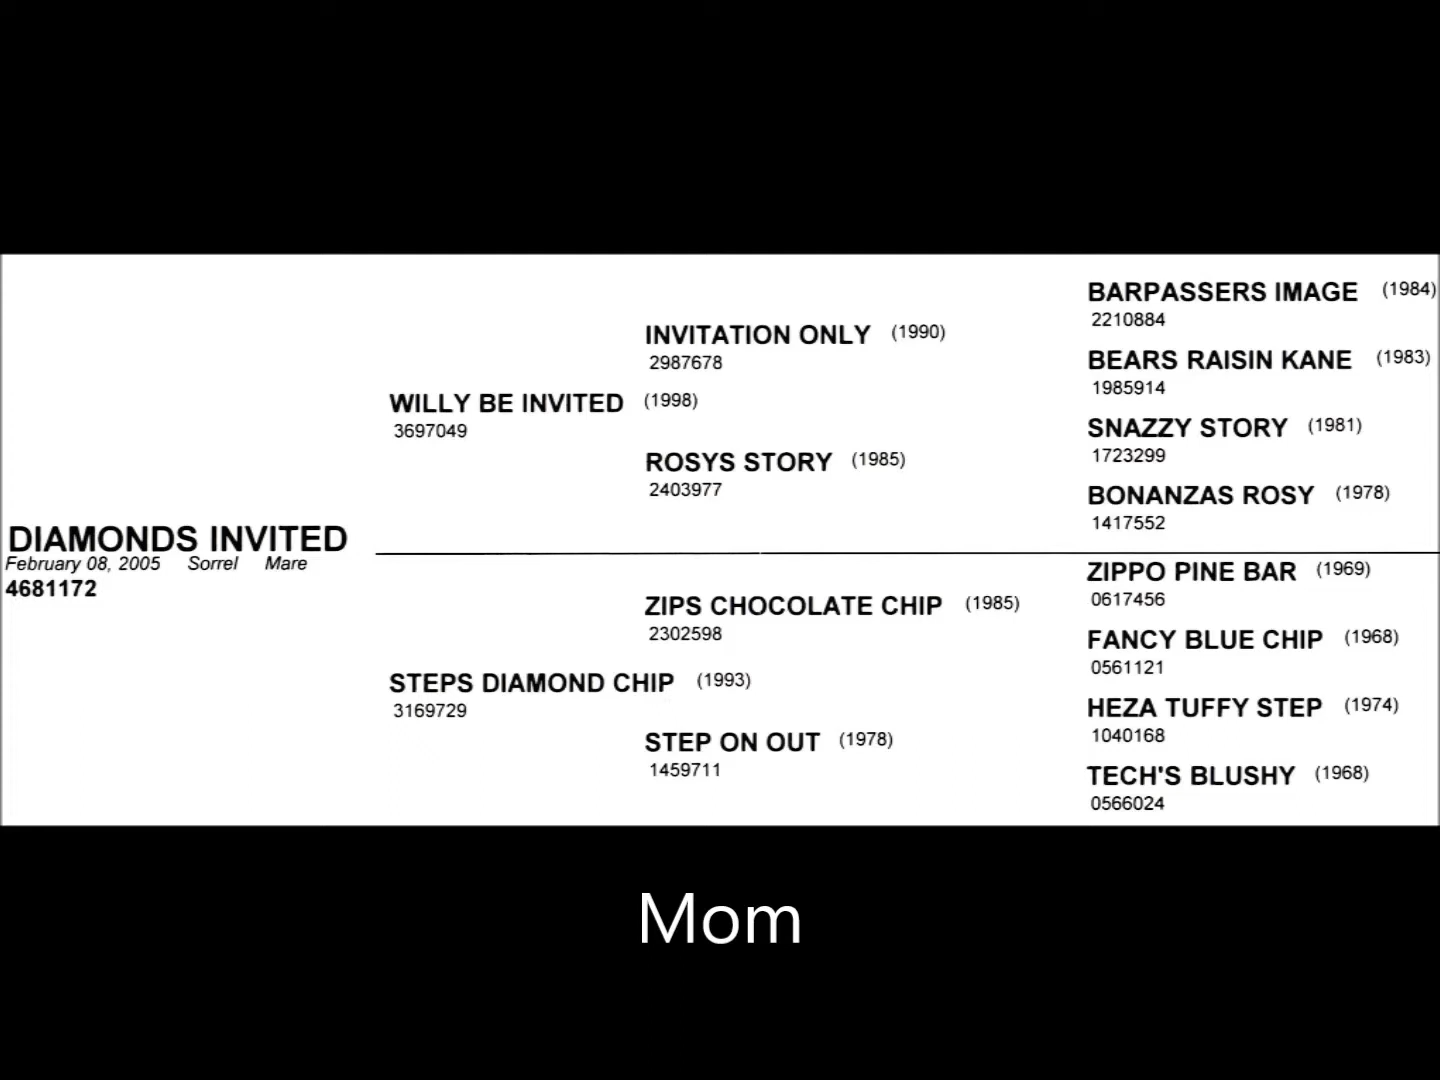 BARPASSERS IMAGE (1984)
2210884
INVITATION ONLY (1990)
2987678
BEARS RAISIN KANE (1983)
1985914
WILLY BE INVITED (1998)
3697049
SNAZZY STORY (1981)
1723299
ROSYS STORY (1985)
2403977
BONANZAS ROSY (1978)
1417552
DIAMONDS INVITED
February 08, 2005 Sorrel Mare
4681172
ZIPPO PINE BAR (1969)
0617456
ZIPS CHOCOLATE CHIP (1985)
2302598
FANCY BLUE CHIP (1968)
0561121
STEPS DIAMOND CHIP (1993)
3169729
HEZA TUFFY STEP (1974)
1040168
STEP ON OUT (1978)
1459711
TECH'S BLUSHY (1968)
0566024
Mom